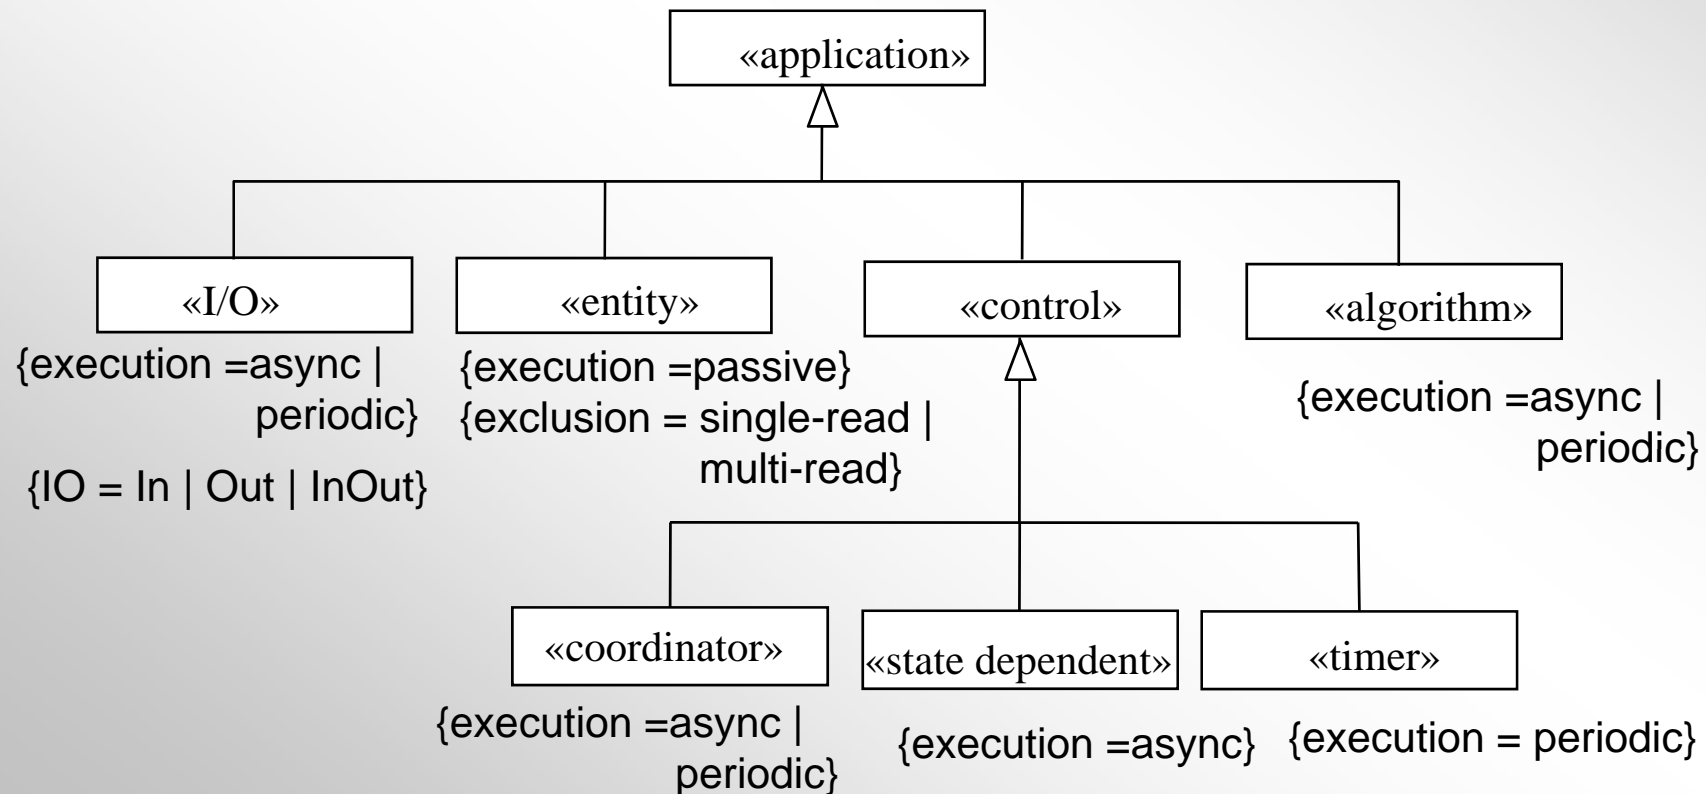 «application»
«I/O»
«entity»
«control»
«algorithm»
{execution =async |
periodic}
{IO = In | Out | InOut}
{execution =passive}
{exclusion = single-read |
multi-read}
{execution =async |
periodic}
«coordinator»
«state dependent»
«timer»
{execution =async |
periodic}
{execution =async}
{execution = periodic}